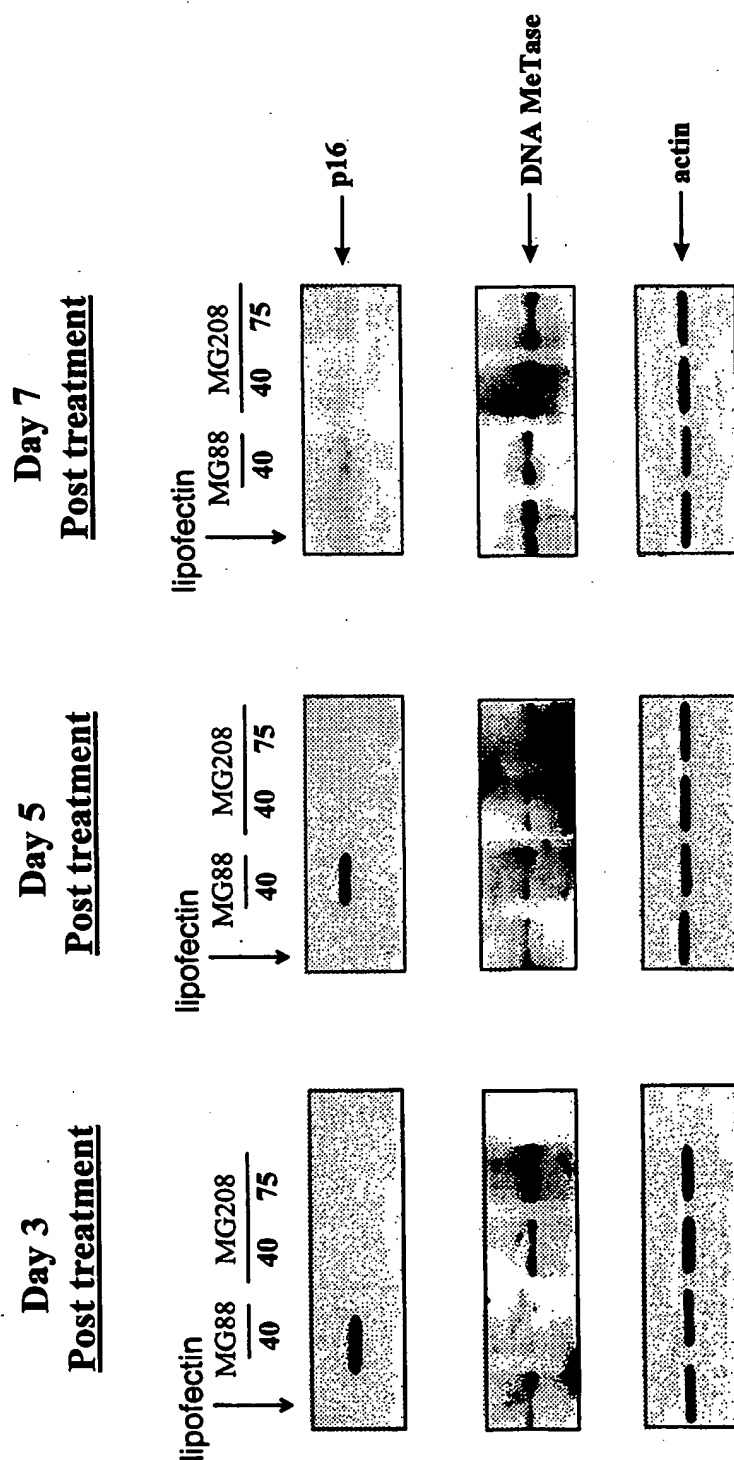 Day 3
Post treatment
lipofectin
MG88 MG208
40 40 75
Day 5
Post treatment
lipofectin
MG88 MG208
40 40 75
Day 7
Post treatment
lipofectin
MG88 MG208
40 40 75
p16
DNA MeTase
actin